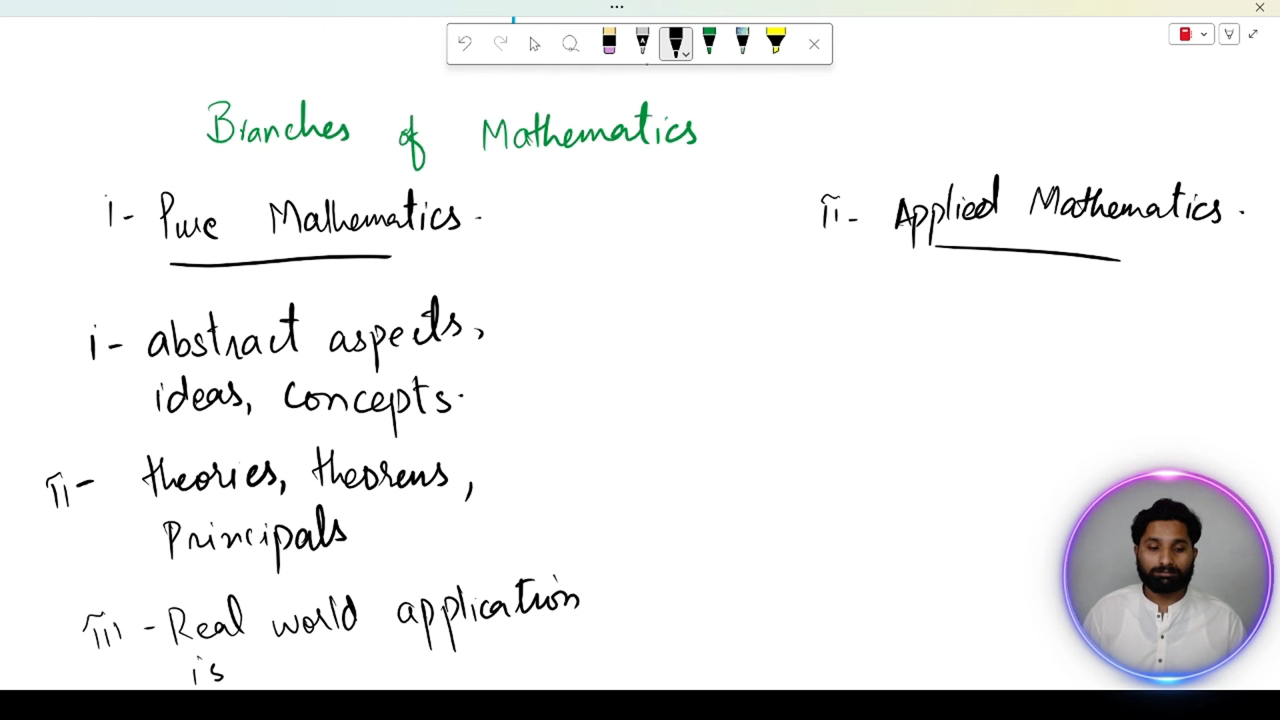 Branches of Mathematics
i- Pure Mathematics.
ii- Applied Mathematics.
i- abstract aspects,
ideas, concepts.
ii- theories, theorems,
Principals
iii - Real world application
is